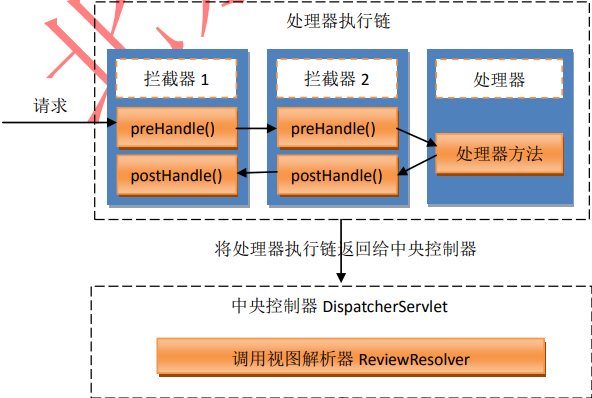 处理器执行链
拦截器 1
拦截器 2
处理器
请求
preHandle()
preHandle()
处理器方法
postHandle()
postHandle()
将处理器执行链返回给中央控制器
中央控制器 DispatcherServlet
调用视图解析器 ReviewResolver